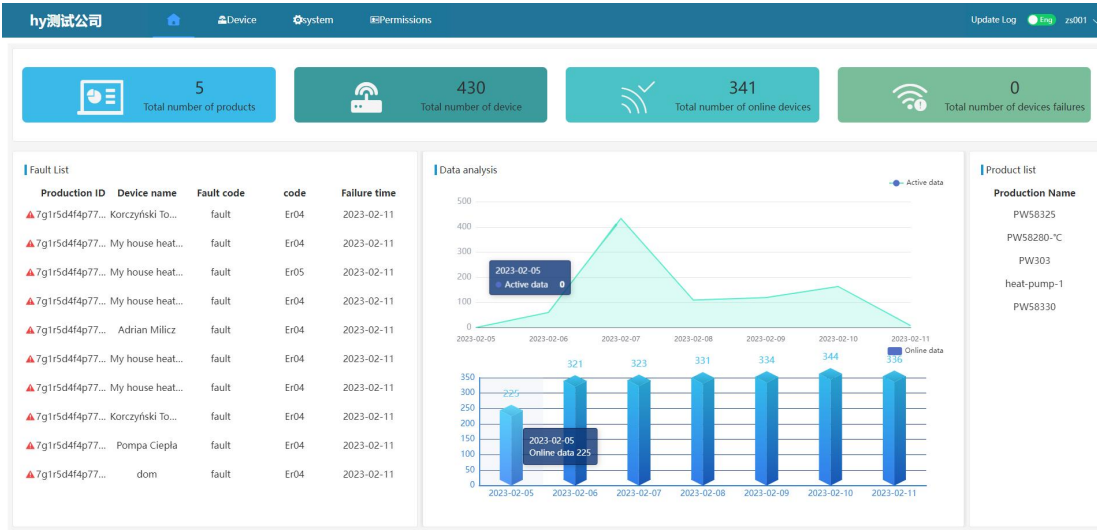 hy测试公司 Device system Permissions Update Log Eng zs001
5
Total number of products
430
Total number of device
341
Total number of online devices
0
Total number of devices failures
Fault List
Production ID Device name Fault code code Failure time
7g1r5d4f4p77... Korczyński To... fault Er04 2023-02-11
7g1r5d4f4p77... My house heat... fault Er04 2023-02-11
7g1r5d4f4p77... My house heat... fault Er05 2023-02-11
7g1r5d4f4p77... My house heat... fault Er04 2023-02-11
7g1r5d4f4p77... Adrian Milicz fault Er04 2023-02-11
7g1r5d4f4p77... My house heat... fault Er04 2023-02-11
7g1r5d4f4p77... My house heat... fault Er04 2023-02-11
7g1r5d4f4p77... Korczyński To... fault Er04 2023-02-11
7g1r5d4f4p77... Pompa Ciepła fault Er04 2023-02-11
7g1r5d4f4p77... dom fault Er04 2023-02-11
Data analysis
Active data
500
400
300
200
100
0
2023-02-05
Active data 0
2023-02-05 2023-02-06 2023-02-07 2023-02-08 2023-02-09 2023-02-10 2023-02-11
Online data
225 321 323 331 334 344 336
350
300
250
200
150
100
50
0
2023-02-05
Online data 225
2023-02-05 2023-02-06 2023-02-07 2023-02-08 2023-02-09 2023-02-10 2023-02-11
Product list
Production Name
PW58325
PW58280-℃
PW303
heat-pump-1
PW58330